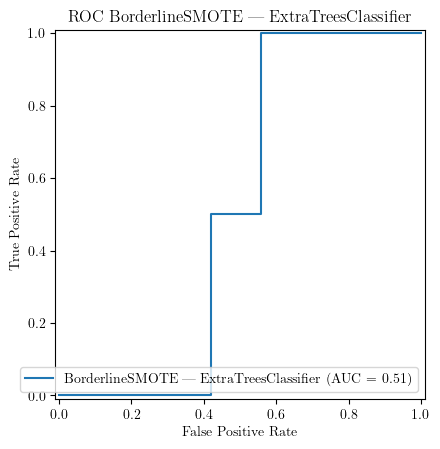 ROC BorderlineSMOTE — ExtraTreesClassifier
1.0
0.8
0.6
0.4
0.2
0.0
True Positive Rate
BorderlineSMOTE — ExtraTreesClassifier (AUC = 0.51)
0.0 0.2 0.4 0.6 0.8 1.0
False Positive Rate